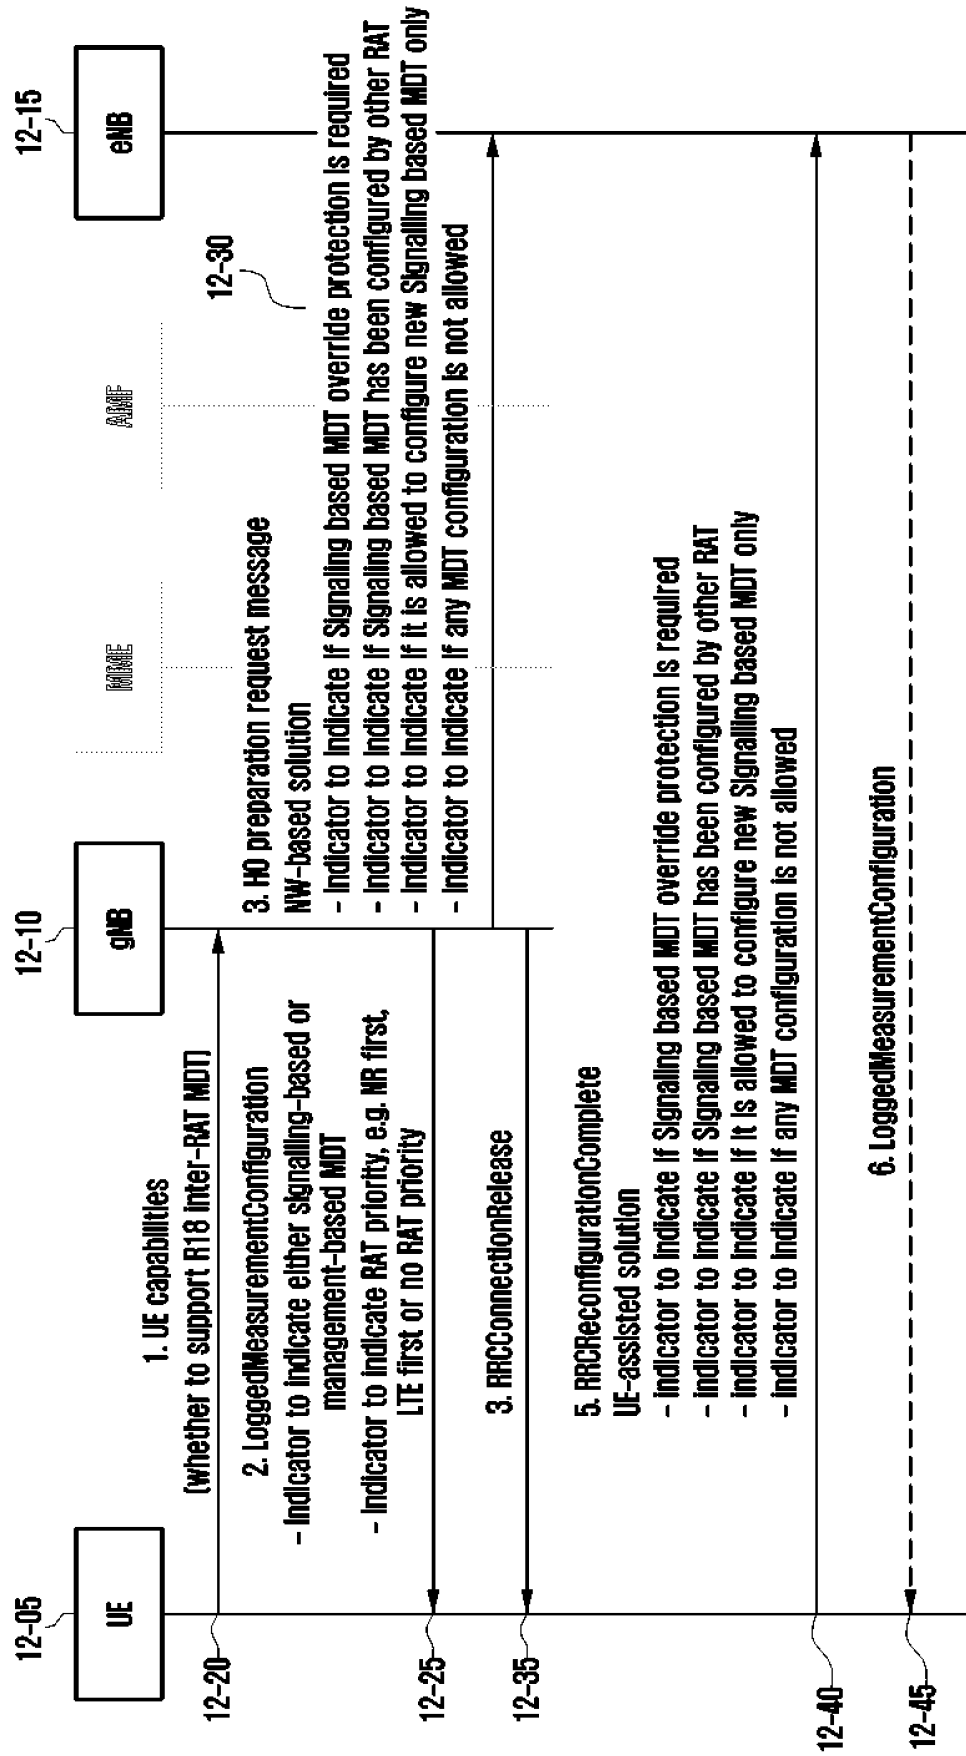 12-05
UE
12-10
gNB
MME
AMF
12-15
eNB
1. UE capabilities
(whether to support R18 inter-RAT MDT)
12-20
2. LoggedMeasurementConfiguration
- Indicator to indicate either signalling-based or
management-based MDT
- Indicator to indicate RAT priority, e.g. NR first,
LTE first or no RAT priority
12-25
12-30
3. HO preparation request message
NW-based solution
- Indicator to indicate if Signaling based MDT override protection is required
- Indicator to indicate if Signaling based MDT has been configured by other RAT
- Indicator to indicate if it is allowed to configure new Signalling based MDT only
- Indicator to indicate if any MDT configuration is not allowed
3. RRCConnectionRelease
12-35
5. RRCReconfigurationComplete
UE-assisted solution
- indicator to indicate if Signaling based MDT override protection is required
- indicator to indicate if Signaling based MDT has been configured by other RAT
- indicator to indicate if it is allowed to configure new Signalling based MDT only
- indicator to indicate if any MDT configuration is not allowed
12-40
6. LoggedMeasurementConfiguration
12-45